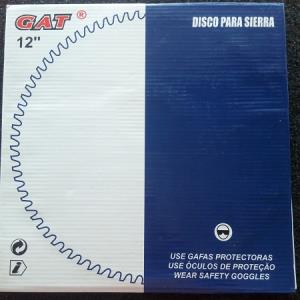 GAT ®
12"
DISCO PARA SIERRA
USE GAFAS PROTECTORAS
USE ÓCULOS DE PROTEÇÃO
WEAR SAFETY GOGGLES